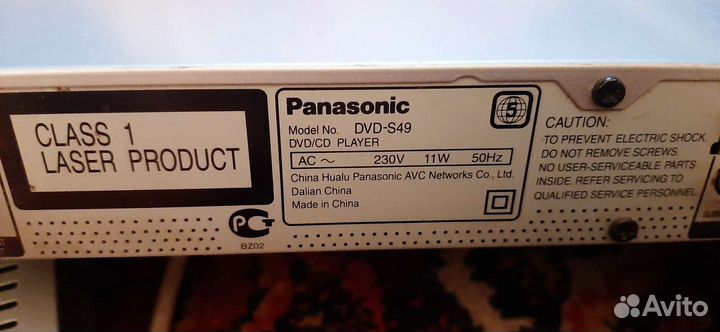 CLASS 1
LASER PRODUCT
Panasonic
5
Model No. DVD-S49
DVD/CD PLAYER
AC ～ 230V 11W 50Hz
China Hualu Panasonic AVC Networks Co., Ltd.
Dalian China
Made in China
PCT
BZ02
CAUTION:
TO PREVENT ELECTRIC SHOCK,
DO NOT REMOVE SCREWS
NO USER-SERVICEABLE PARTS
INSIDE. REFER SERVICING TO
QUALIFIED SERVICE PERSONNEL
Avito